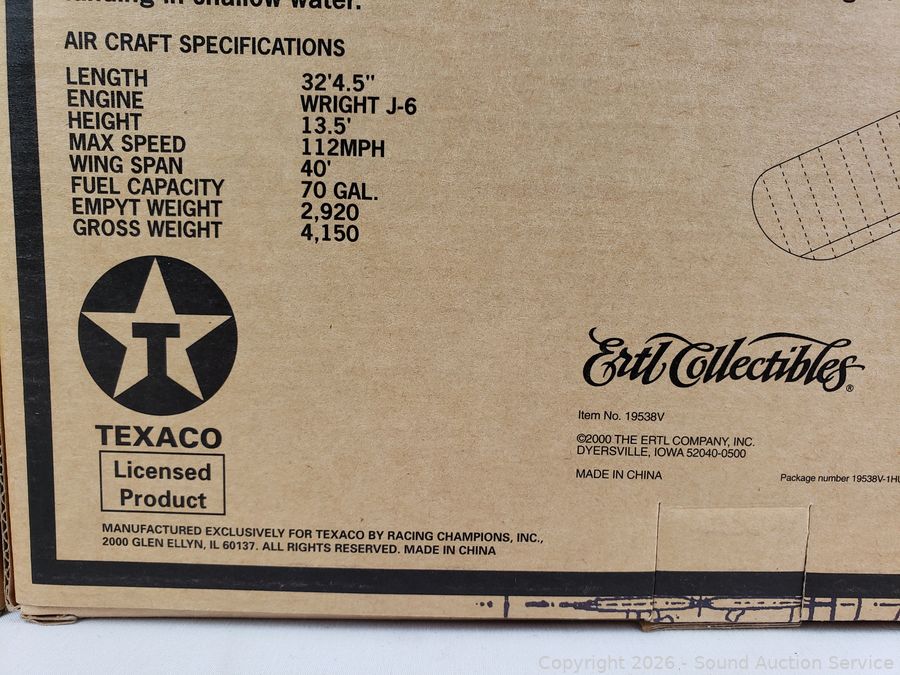 landing in shallow water.
AIR CRAFT SPECIFICATIONS
LENGTH 32'4.5"
ENGINE WRIGHT J-6
HEIGHT 13.5'
MAX SPEED 112MPH
WING SPAN 40'
FUEL CAPACITY 70 GAL.
EMPYT WEIGHT 2,920
GROSS WEIGHT 4,150
T
TEXACO
Licensed
Product
MANUFACTURED EXCLUSIVELY FOR TEXACO BY RACING CHAMPIONS, INC.,
2000 GLEN ELLYN, IL 60137. ALL RIGHTS RESERVED. MADE IN CHINA
Ertl Collectibles®
Item No. 19538V
©2000 THE ERTL COMPANY, INC.
DYERSVILLE, IOWA 52040-0500
MADE IN CHINA
Package number 19538V-1HU
Copyright 2026 - Sound Auction Service